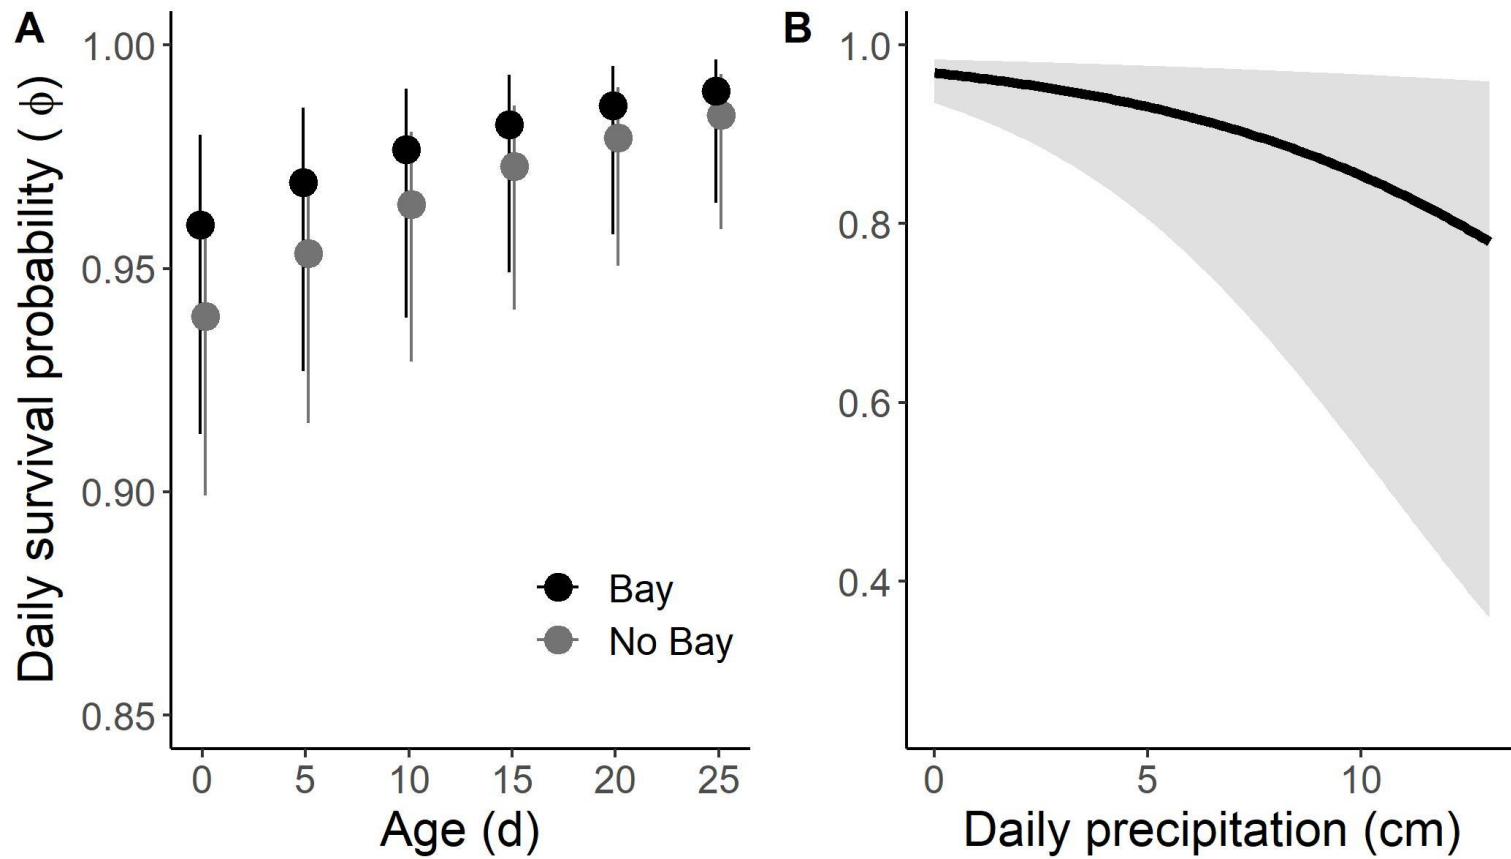 A
Daily survival probability ( ϕ)
1.00
0.95
0.90
0.85
Bay
No Bay
0 5 10 15 20 25
Age (d)
B
1.0
0.8
0.6
0.4
0 5 10
Daily precipitation (cm)